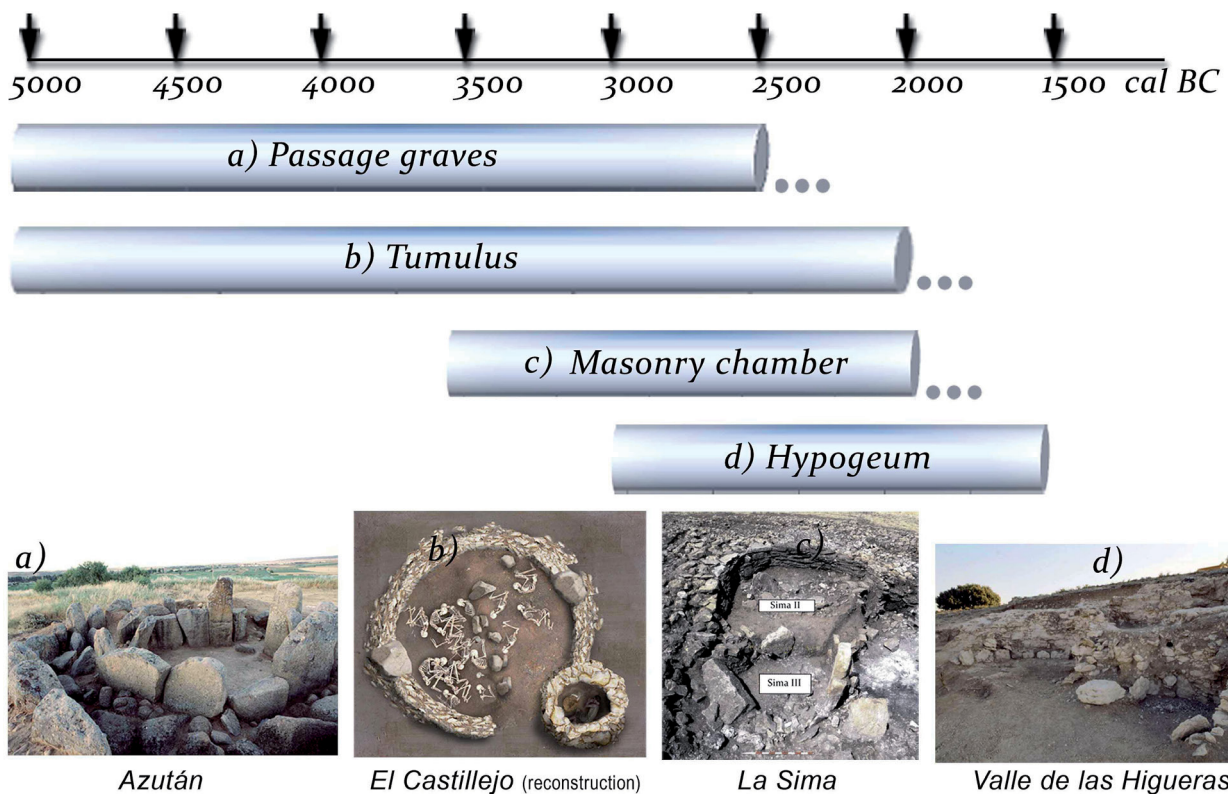 5000 4500 4000 3500 3000 2500 2000 1500 cal BC
a) Passage graves
b) Tumulus
c) Masonry chamber
d) Hypogeum
a)
b)
c)
d)
Sima II
Sima III
Azután
El Castillejo (reconstruction)
La Sima
Valle de las Higueras